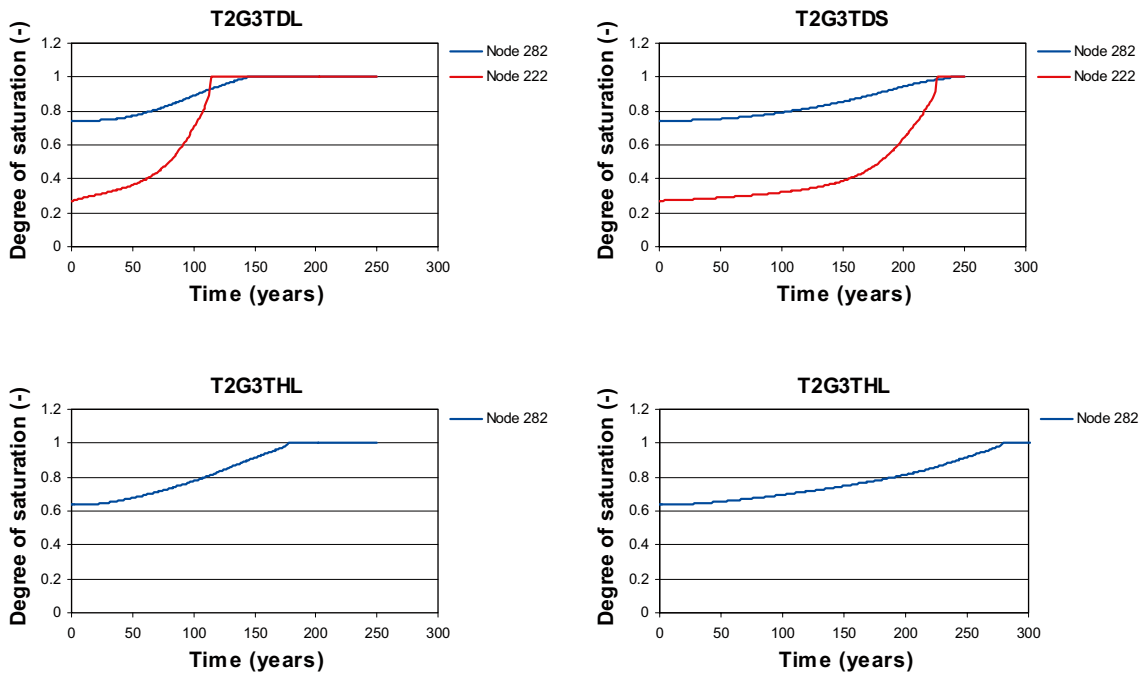 T2G3TDL
Degree of saturation (-)
1.2
1
0.8
0.6
0.4
0.2
0
0 50 100 150 200 250 300
Time (years)
Node 282
Node 222
T2G3TDS
Degree of saturation (-)
1.2
1
0.8
0.6
0.4
0.2
0
0 50 100 150 200 250 300
Time (years)
Node 282
Node 222
T2G3THL
Degree of saturation (-)
1.2
1
0.8
0.6
0.4
0.2
0
0 50 100 150 200 250 300
Time (years)
Node 282
T2G3THL
Degree of saturation (-)
1.2
1
0.8
0.6
0.4
0.2
0
0 50 100 150 200 250 300
Time (years)
Node 282